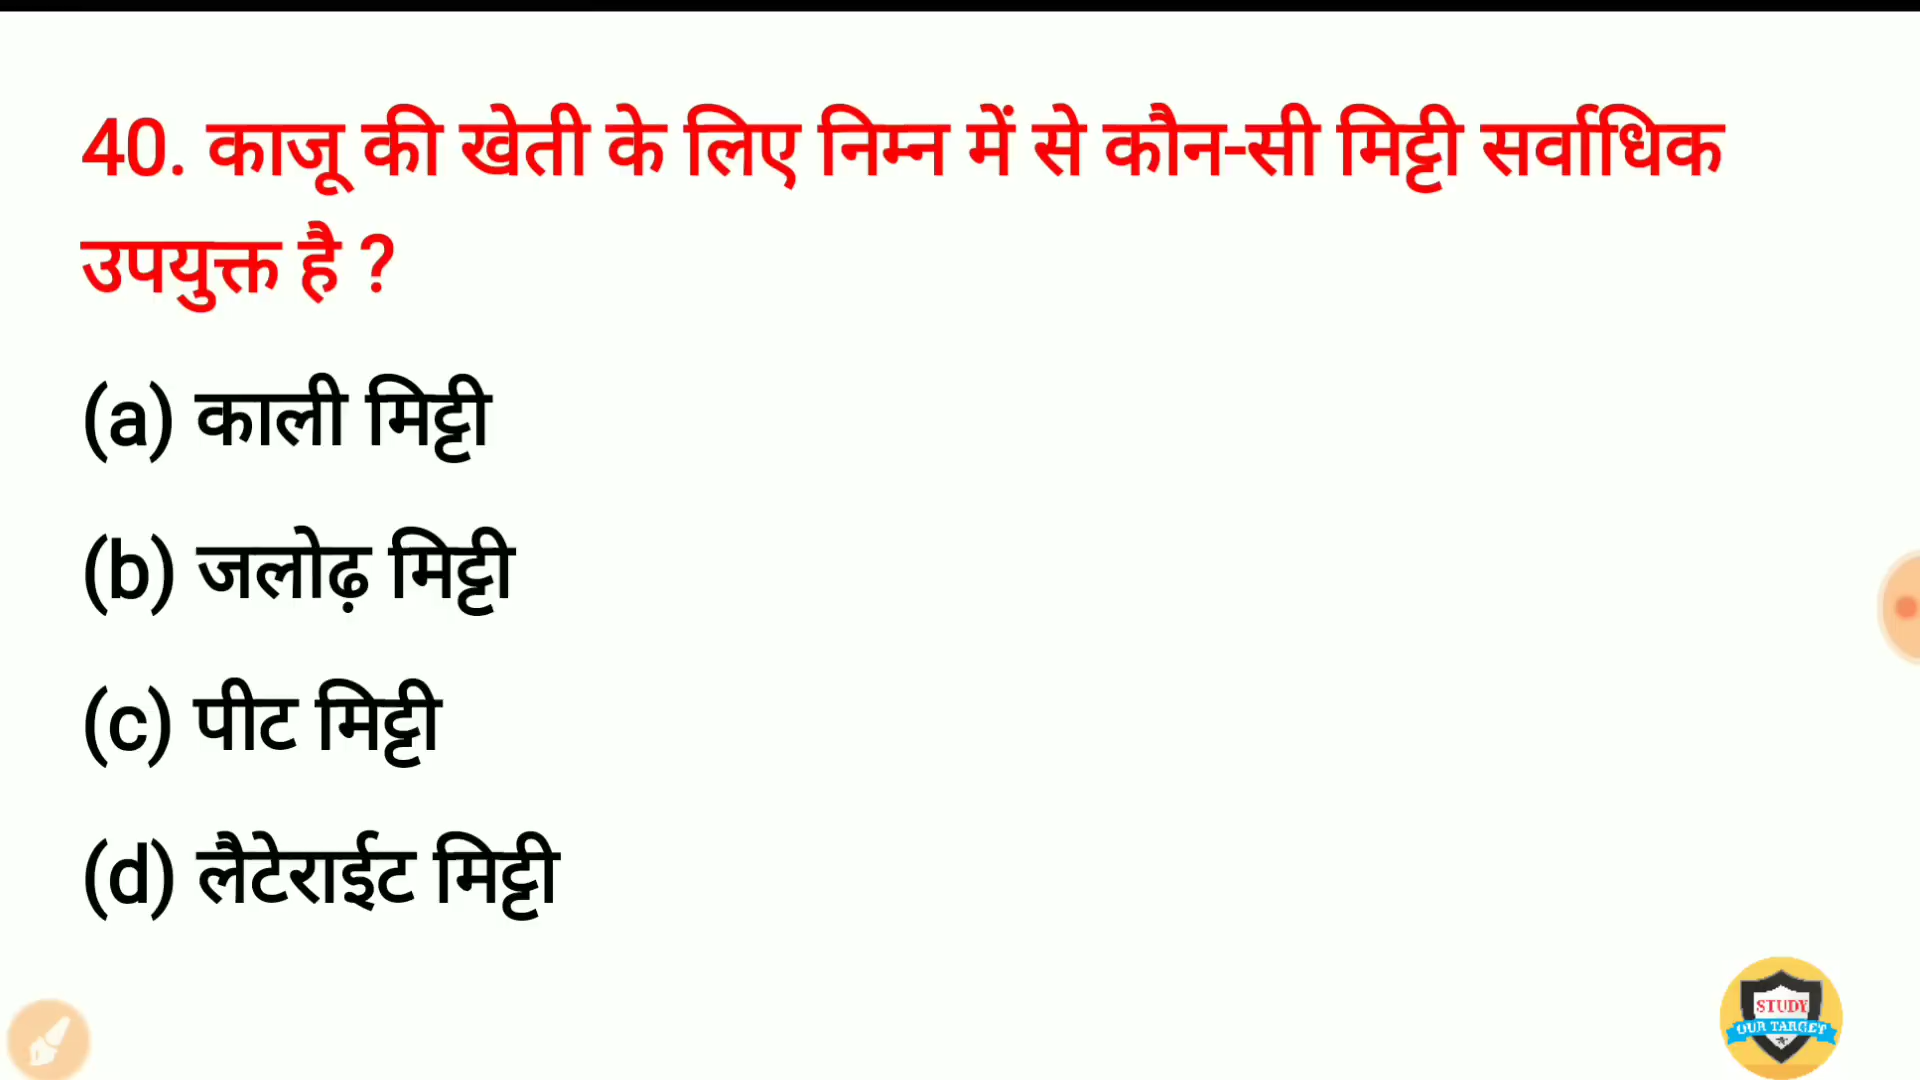 40. काजू की खेती के लिए निम्न में से कौन-सी मिट्टी सर्वाधिक
उपयुक्त है ?
(a) काली मिट्टी
(b) जलोढ़ मिट्टी
(c) पीट मिट्टी
(d) लैटेराईट मिट्टी
STUDY
OUR TARGET